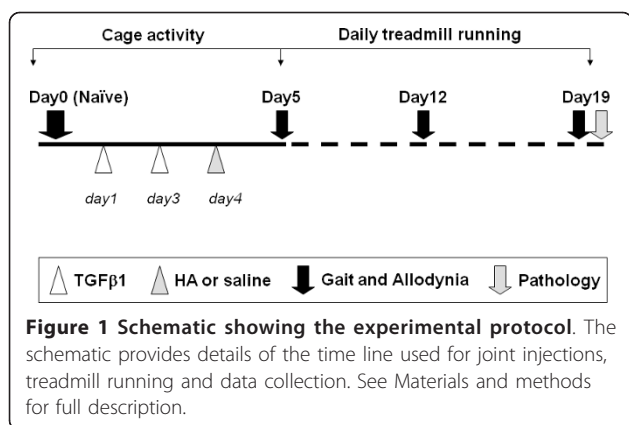 Cage activity Daily treadmill running
Day0 (Naïve) Day5 Day12 Day19
day1 day3 day4
TGFβ1 HA or saline Gait and Allodynia Pathology
Figure 1 Schematic showing the experimental protocol. The
schematic provides details of the time line used for joint injections,
treadmill running and data collection. See Materials and methods
for full description.